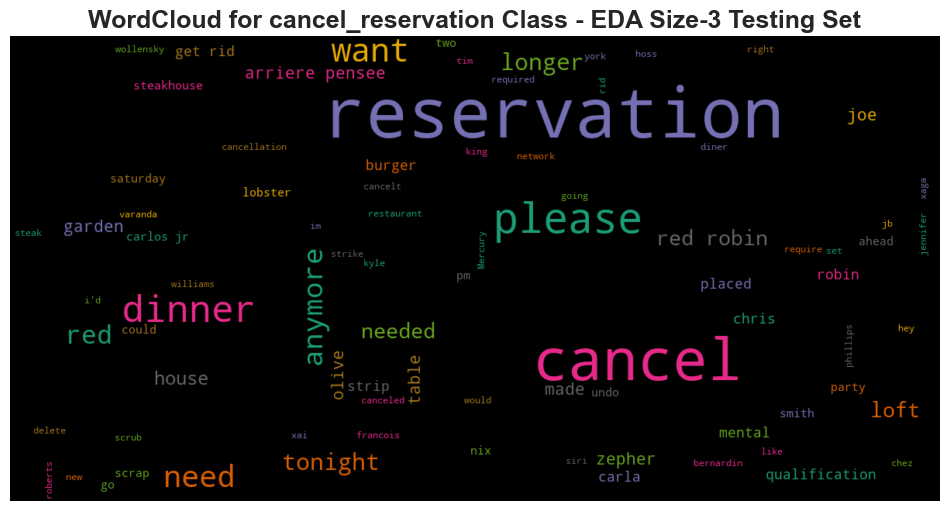 WordCloud for cancel_reservation Class - EDA Size-3 Testing Set
wollensky
get rid
want
two
longer
york
hoss
right
tim
arriere pensee
steakhouse
required
rid
reservation
joe
cancellation
king
network
diner
burger
saturday
lobster
cancelt
going
xaga
varanda
restaurant
please
garden
im
jb
jennifer
steak
carlos jr
Mercury
red robin
ahead
require
set
strike
kyle
anymore
pm
robin
williams
placed
i'd
dinner
chris
red
could
needed
hey
phillips
house
olive
strip
table
cancel
made
undo
party
canceled
would
smith
loft
delete
scrub
xai
francois
mental
nix
like
tonight
siri
zepher
bernardin
chez
roberts
new
scrap
go
need
carla
qualification